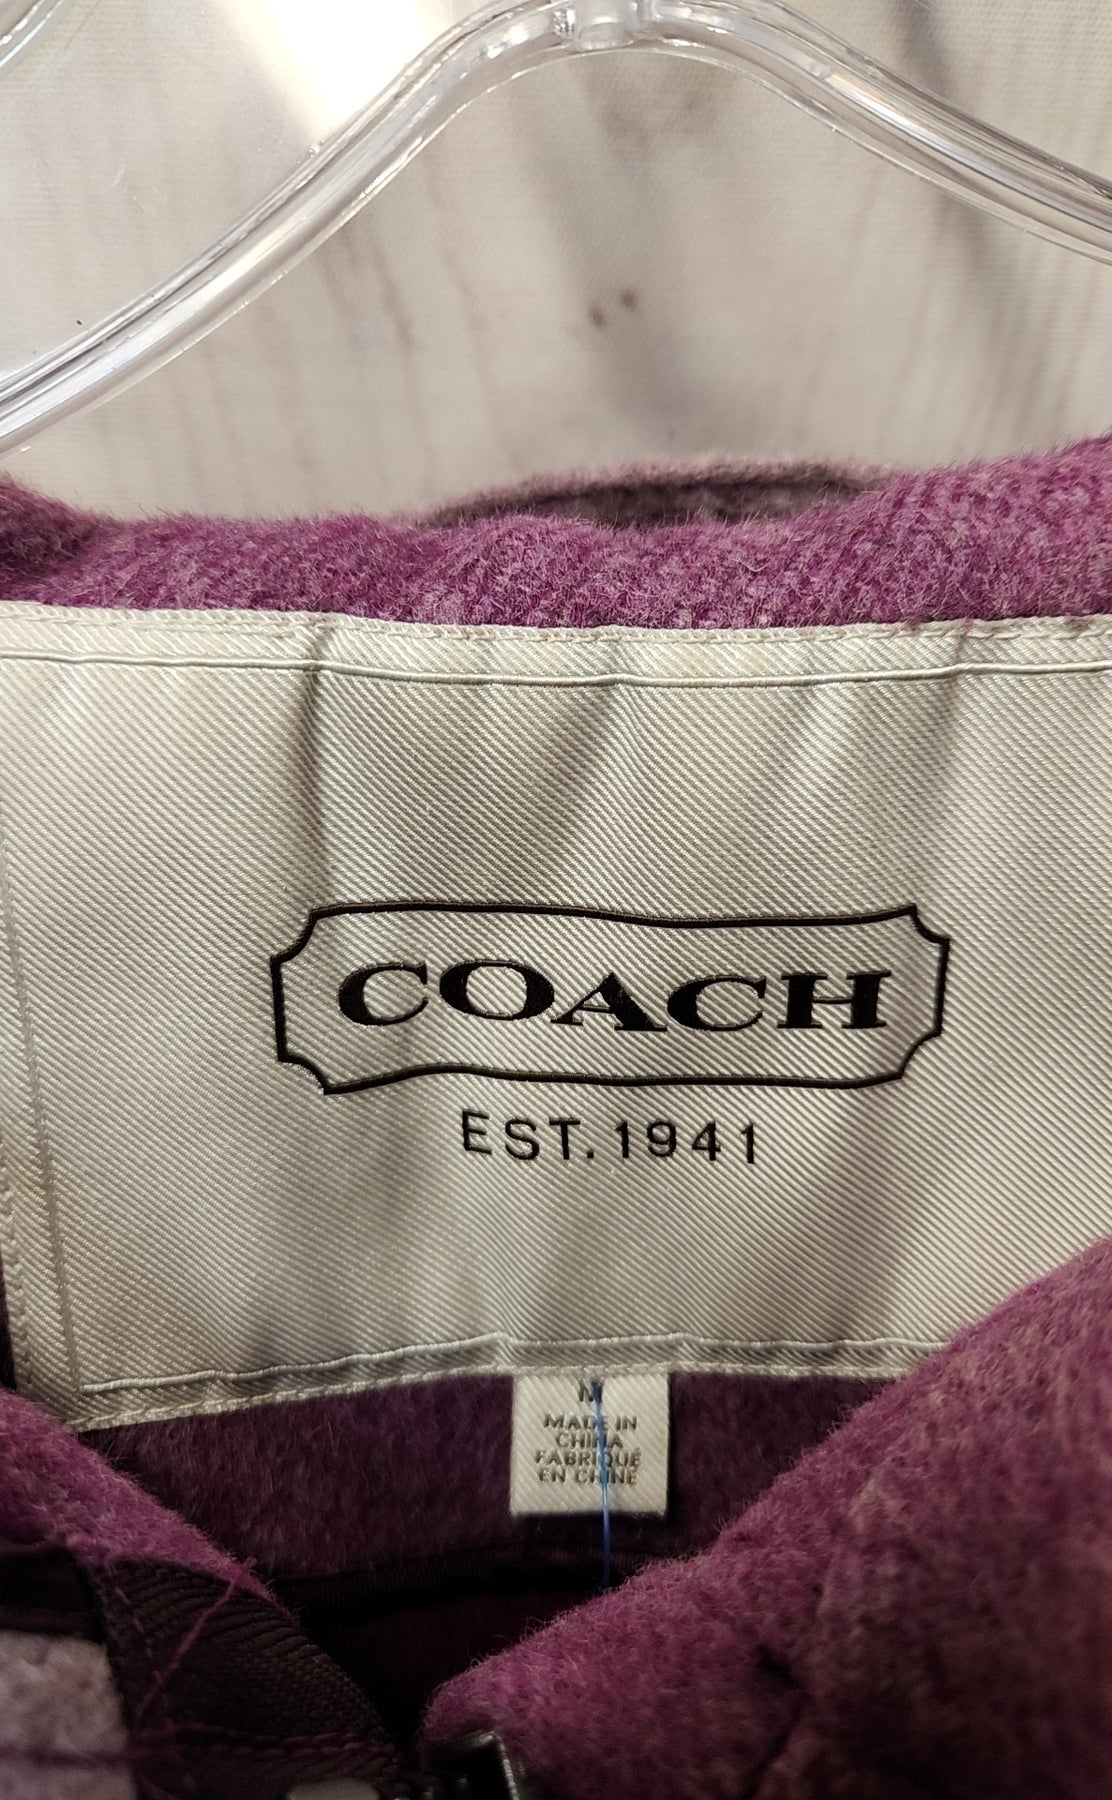 COACH
EST. 1941
M
MADE IN
CHINA
FABRIQUÉ
EN CHINE